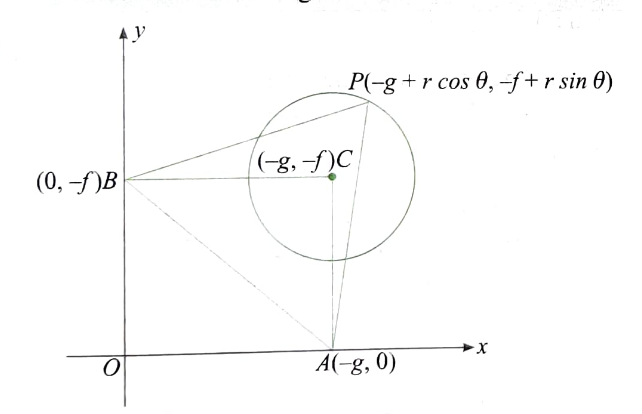 y
P(–g + r cos θ, –f + r sin θ)
(–g, –f)C
(0, –f)B
x
O
A(–g, 0)